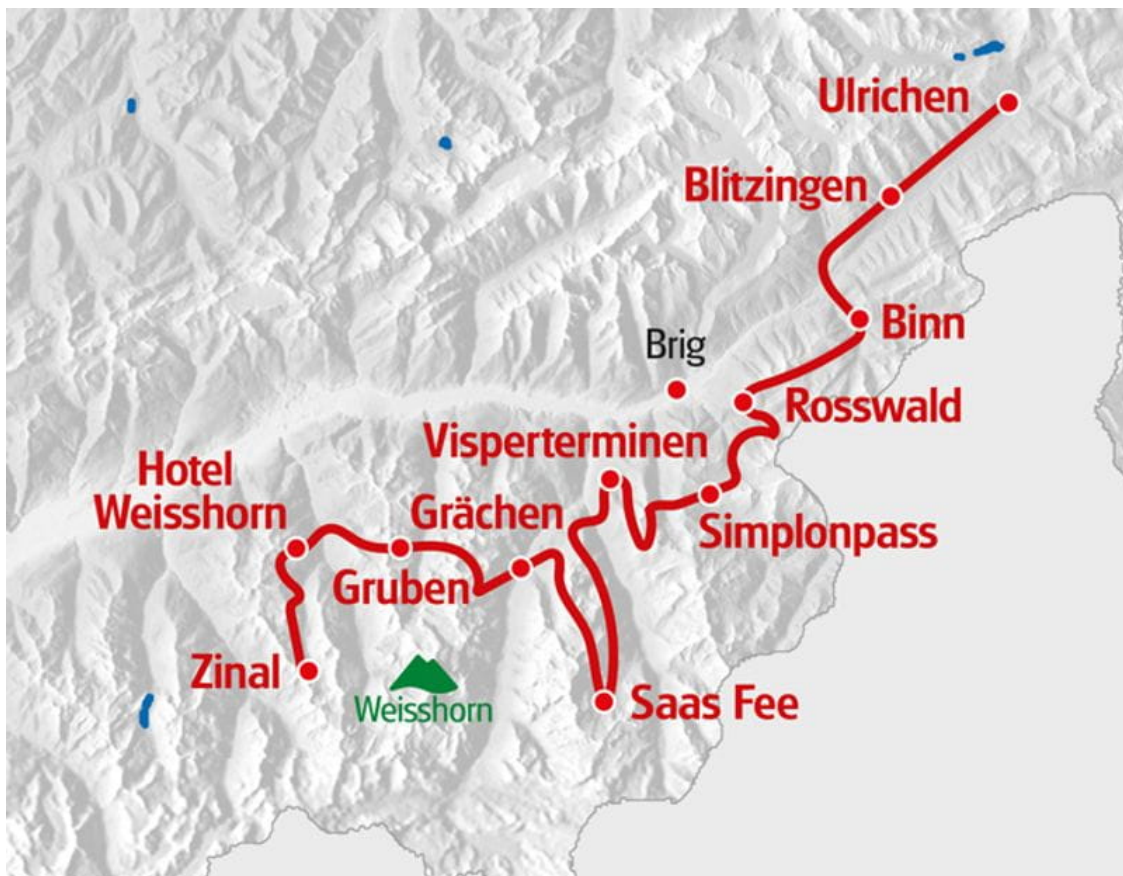 Ulrichen
Blitzingen
Binn
Brig
Rosswald
Visperterminen
Hotel
Weisshorn
Grächen
Simplonpass
Gruben
Zinal
Weisshorn
Saas Fee